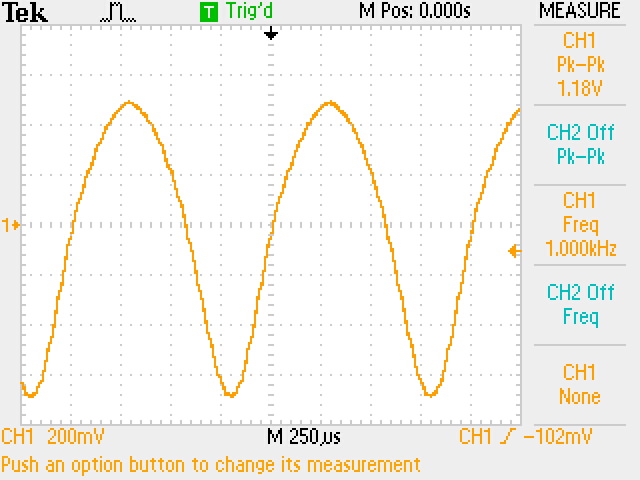 Tek T Trig'd M Pos: 0.000s MEASURE
CH1
Pk-Pk
1.18V
CH2 Off
Pk-Pk
1
CH1
Freq
1.000kHz
CH2 Off
Freq
CH1
None
CH1 200mV M 250µs CH1 -102mV
Push an option button to change its measurement